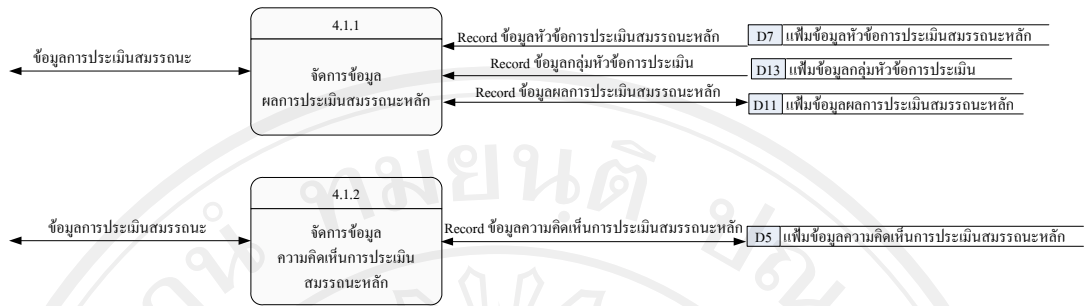 4.1.1
ข้อมูลการประเมินสมรรถนะ
จัดการข้อมูล
ผลการประเมินสมรรถนะหลัก
Record ข้อมูลหัวข้อการประเมินสมรรถนะหลัก
D7 แฟ้มข้อมูลหัวข้อการประเมินสมรรถนะหลัก
Record ข้อมูลกลุ่มหัวข้อการประเมิน
D13 แฟ้มข้อมูลกลุ่มหัวข้อการประเมิน
Record ข้อมูลผลการประเมินสมรรถนะหลัก
D11 แฟ้มข้อมูลผลการประเมินสมรรถนะหลัก
4.1.2
ข้อมูลการประเมินสมรรถนะ
จัดการข้อมูล
ความคิดเห็นการประเมิน
สมรรถนะหลัก
Record ข้อมูลความคิดเห็นการประเมินสมรรถนะหลัก
D5 แฟ้มข้อมูลความคิดเห็นการประเมินสมรรถนะหลัก